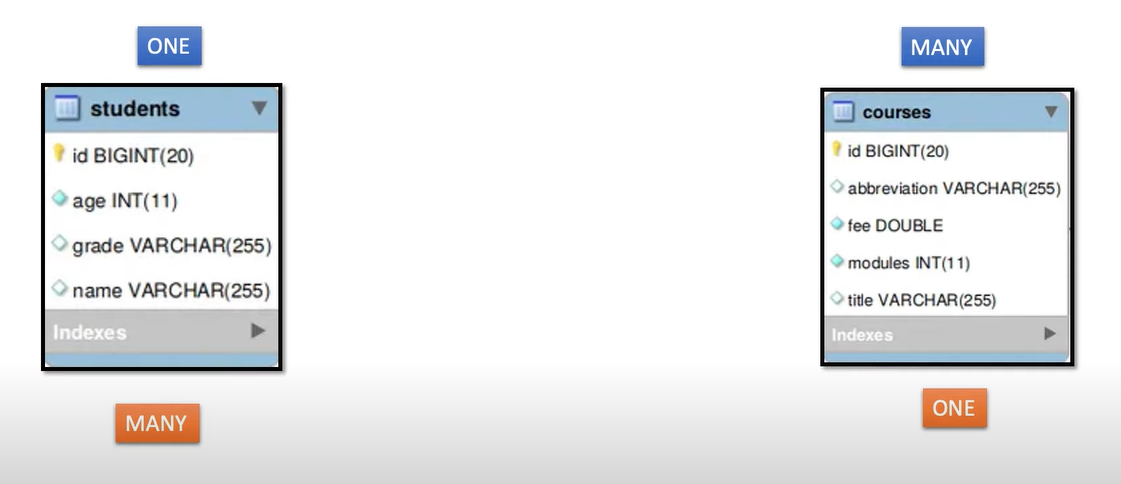 ONE
students
id BIGINT(20)
age INT(11)
grade VARCHAR(255)
name VARCHAR(255)
Indexes
MANY
MANY
courses
id BIGINT(20)
abbreviation VARCHAR(255)
fee DOUBLE
modules INT(11)
title VARCHAR(255)
Indexes
ONE